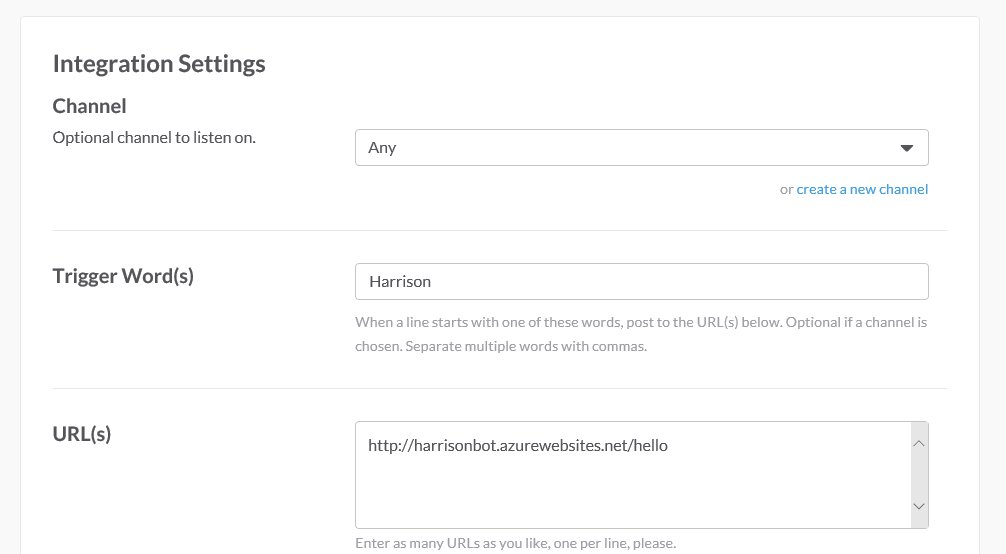 Integration Settings
Channel
Optional channel to listen on.
Any
or create a new channel
Trigger Word(s)
Harrison
When a line starts with one of these words, post to the URL(s) below. Optional if a channel is
chosen. Separate multiple words with commas.
URL(s)
http://harrisonbot.azurewebsites.net/hello
Enter as many URLs as you like, one per line, please.